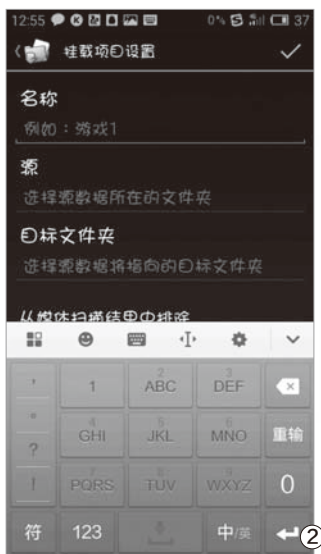 12:55 0% 37
挂载项目设置
名称
例如：游戏1
源
选择源数据所在的文件夹
目标文件夹
选择源数据将指向的目标文件夹
从媒体扫描结果中排除
, 1 2 ABC 3 DEF
° ? 4 GHI 5 JKL 6 MNO 重输
! 7 PQRS 8 TUV 9 WXYZ 0
符 123 中/英 ②